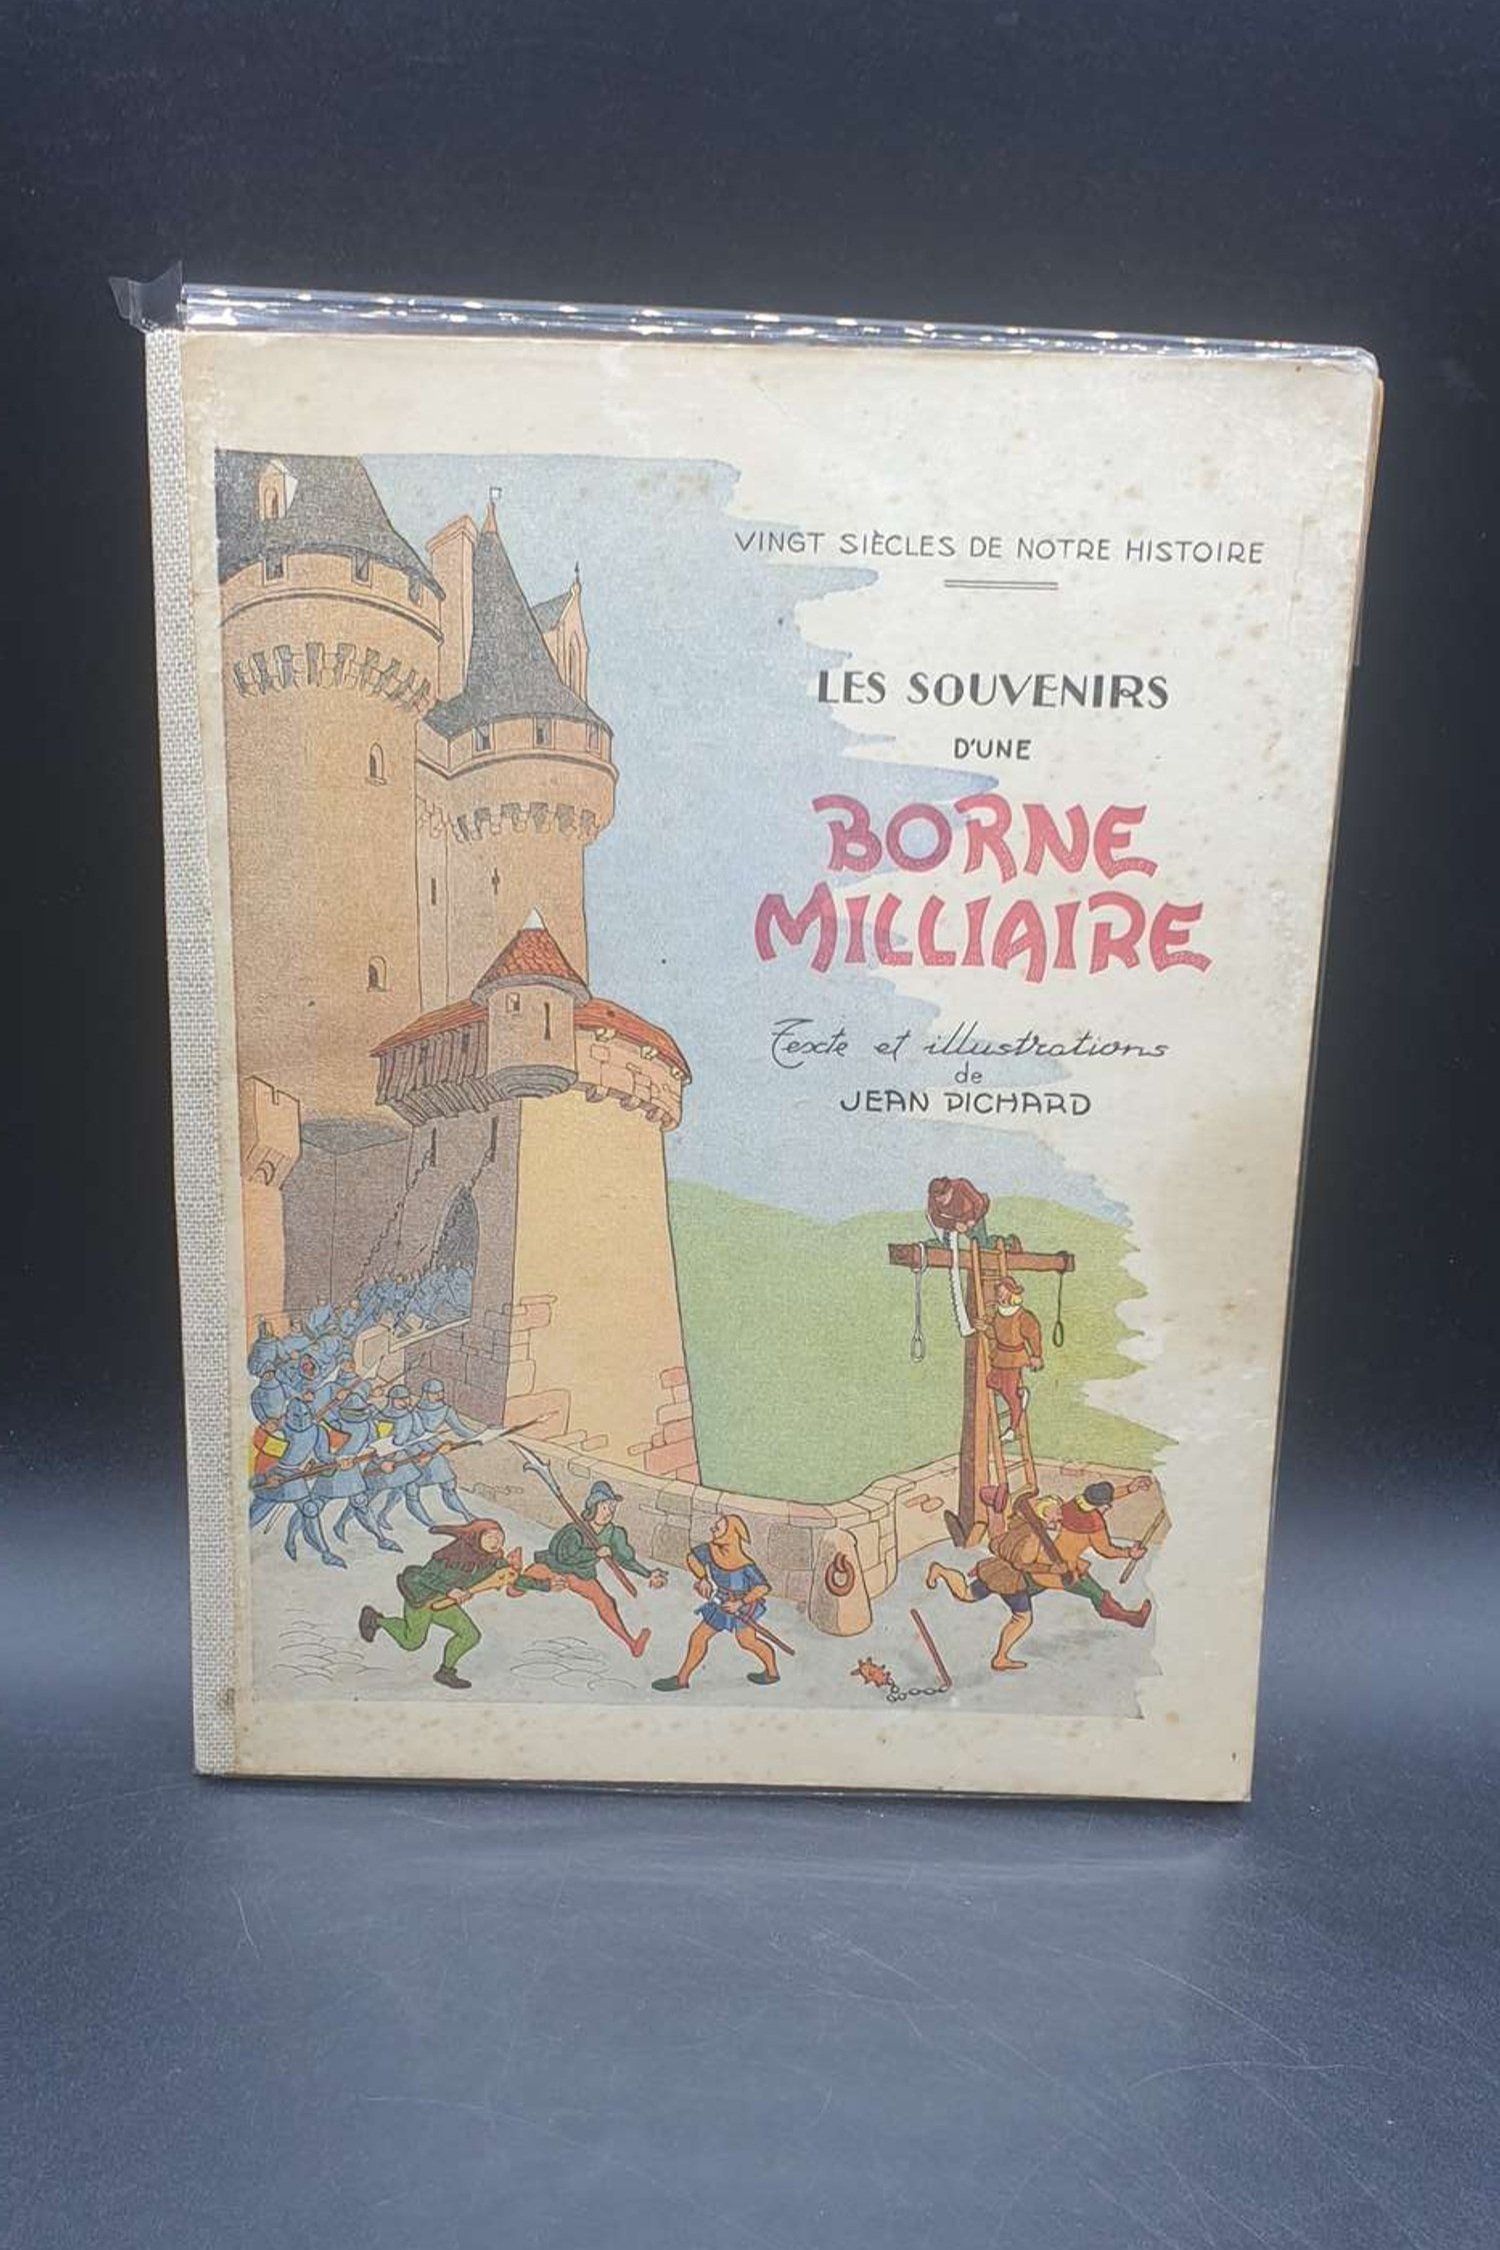 VINGT SIÈCLES DE NOTRE HISTOIRE
LES SOUVENIRS
D'UNE
BORNE
MILLIAIRE
Texte et illustrations
de
JEAN PICHARD